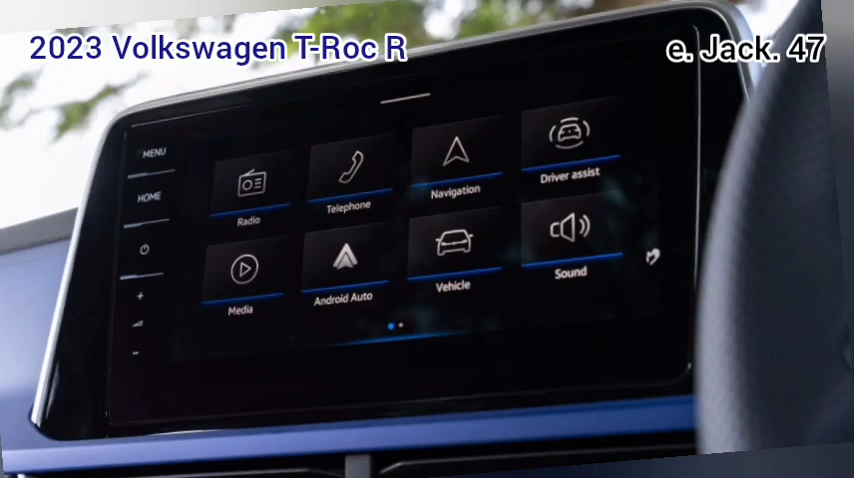 2023 Volkswagen T-Roc R
e. Jack. 47
MENU
HOME
+
-
Radio
Telephone
Navigation
Driver assist
Media
Android Auto
Vehicle
Sound